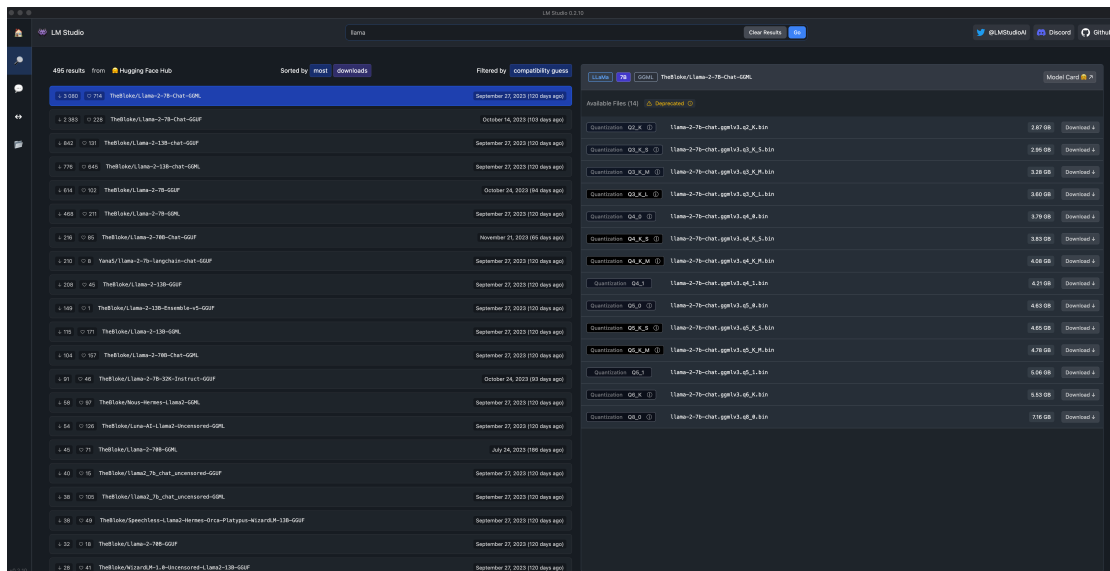 LM Studio 0.2.10
LM Studio
llama
Clear Results
Go
@LMStudioAI
Discord
Github
495 results from Hugging Face Hub
Sorted by most downloads
Filtered by compatibility guess
3 080 714 TheBloke/Llama-2-7B-Chat-GGML September 27, 2023 (120 days ago)
2 383 228 TheBloke/Llama-2-7B-Chat-GGUF October 14, 2023 (103 days ago)
842 131 TheBloke/Llama-2-13B-chat-GGUF September 27, 2023 (120 days ago)
776 645 TheBloke/Llama-2-13B-chat-GGML September 27, 2023 (120 days ago)
614 102 TheBloke/Llama-2-7B-GGUF October 24, 2023 (94 days ago)
468 211 TheBloke/Llama-2-7B-GGML September 27, 2023 (120 days ago)
216 85 TheBloke/Llama-2-70B-Chat-GGUF November 21, 2023 (65 days ago)
210 8 YanaS/llama-2-7b-langchain-chat-GGUF September 27, 2023 (120 days ago)
208 45 TheBloke/Llama-2-13B-GGUF September 27, 2023 (120 days ago)
149 1 TheBloke/Llama-2-13B-Ensemble-v5-GGUF September 27, 2023 (120 days ago)
115 171 TheBloke/Llama-2-13B-GGML September 27, 2023 (120 days ago)
104 157 TheBloke/Llama-2-70B-Chat-GGML September 27, 2023 (120 days ago)
91 46 TheBloke/Llama-2-7B-32K-Instruct-GGUF October 24, 2023 (93 days ago)
58 97 TheBloke/Nous-Hermes-Llama2-GGML September 27, 2023 (120 days ago)
54 126 TheBloke/Luna-AI-Llama2-Uncensored-GGML September 27, 2023 (120 days ago)
45 71 TheBloke/Llama-2-70B-GGML July 24, 2023 (186 days ago)
40 15 TheBloke/llama2_7b_chat_uncensored-GGUF September 27, 2023 (120 days ago)
38 105 TheBloke/llama2_7b_chat_uncensored-GGML September 27, 2023 (120 days ago)
38 49 TheBloke/Speechless-Llama2-Hermes-Orca-Platypus-WizardLM-13B-GGUF September 27, 2023 (120 days ago)
32 18 TheBloke/Llama-2-70B-GGUF September 27, 2023 (120 days ago)
28 41 TheBloke/WizardLM-1.0-Uncensored-Llama2-13B-GGUF September 27, 2023 (120 days ago)
LLaMa 7B GGML TheBloke/Llama-2-7B-Chat-GGML
Model Card
Available Files (14) Deprecated
Quantization Q2_K llama-2-7b-chat.ggmlv3.q2_K.bin 2.87 GB Download
Quantization Q3_K_S llama-2-7b-chat.ggmlv3.q3_K_S.bin 2.95 GB Download
Quantization Q3_K_M llama-2-7b-chat.ggmlv3.q3_K_M.bin 3.28 GB Download
Quantization Q3_K_L llama-2-7b-chat.ggmlv3.q3_K_L.bin 3.60 GB Download
Quantization Q4_0 llama-2-7b-chat.ggmlv3.q4_0.bin 3.79 GB Download
Quantization Q4_K_S llama-2-7b-chat.ggmlv3.q4_K_S.bin 3.83 GB Download
Quantization Q4_K_M llama-2-7b-chat.ggmlv3.q4_K_M.bin 4.08 GB Download
Quantization Q4_1 llama-2-7b-chat.ggmlv3.q4_1.bin 4.21 GB Download
Quantization Q5_0 llama-2-7b-chat.ggmlv3.q5_0.bin 4.63 GB Download
Quantization Q5_K_S llama-2-7b-chat.ggmlv3.q5_K_S.bin 4.65 GB Download
Quantization Q5_K_M llama-2-7b-chat.ggmlv3.q5_K_M.bin 4.78 GB Download
Quantization Q5_1 llama-2-7b-chat.ggmlv3.q5_1.bin 5.06 GB Download
Quantization Q6_K llama-2-7b-chat.ggmlv3.q6_K.bin 5.53 GB Download
Quantization Q8_0 llama-2-7b-chat.ggmlv3.q8_0.bin 7.16 GB Download